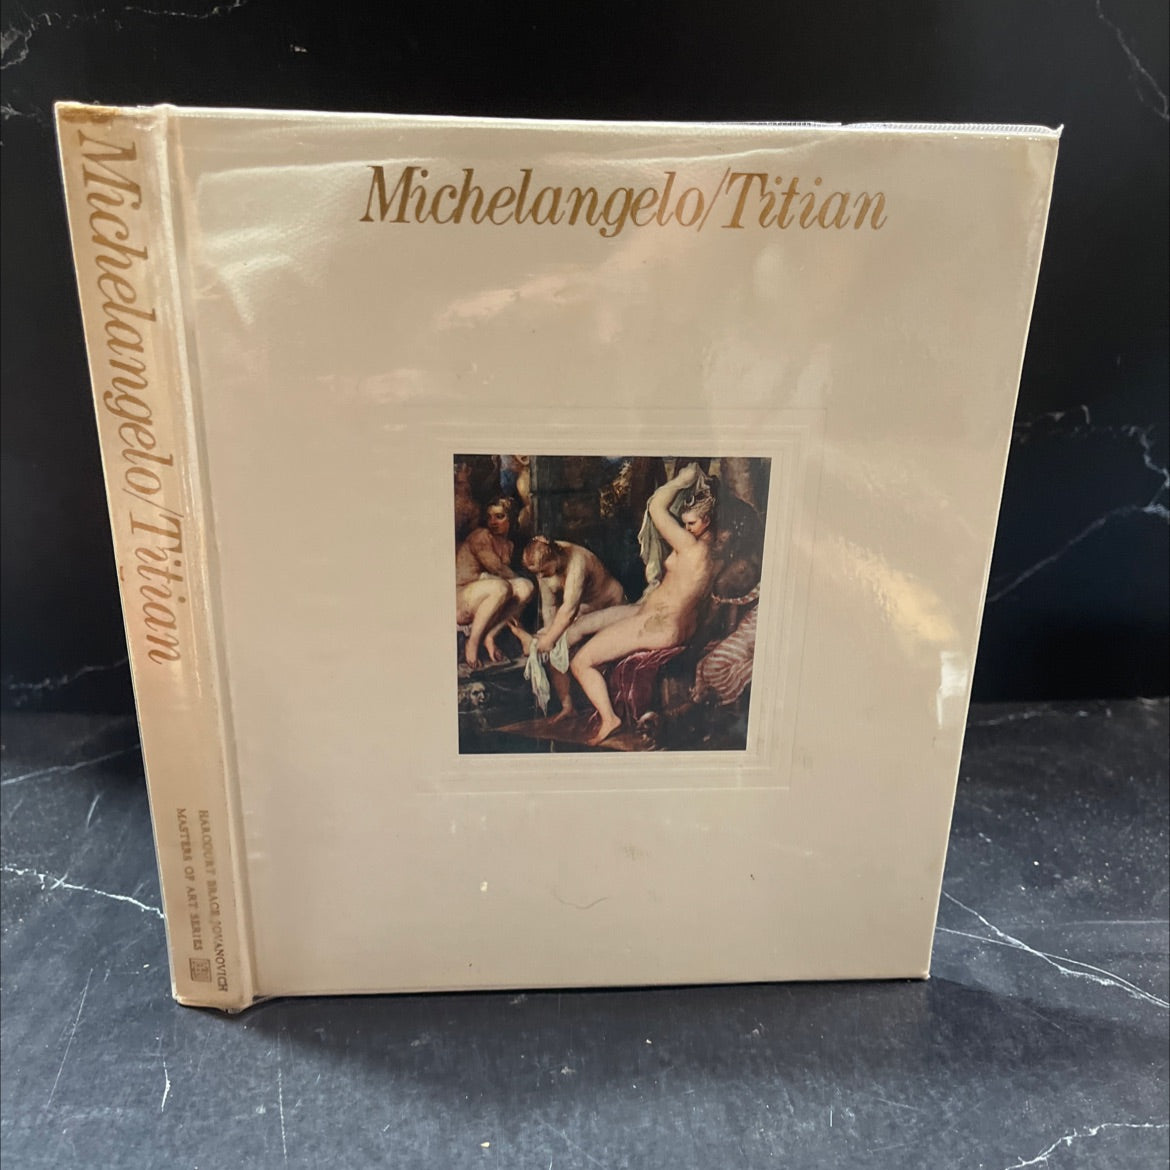 Michelangelo/Titian
Michelangelo/Titian
HARCOURT BRACE JOVANOVICH
MASTERS OF ART SERIES